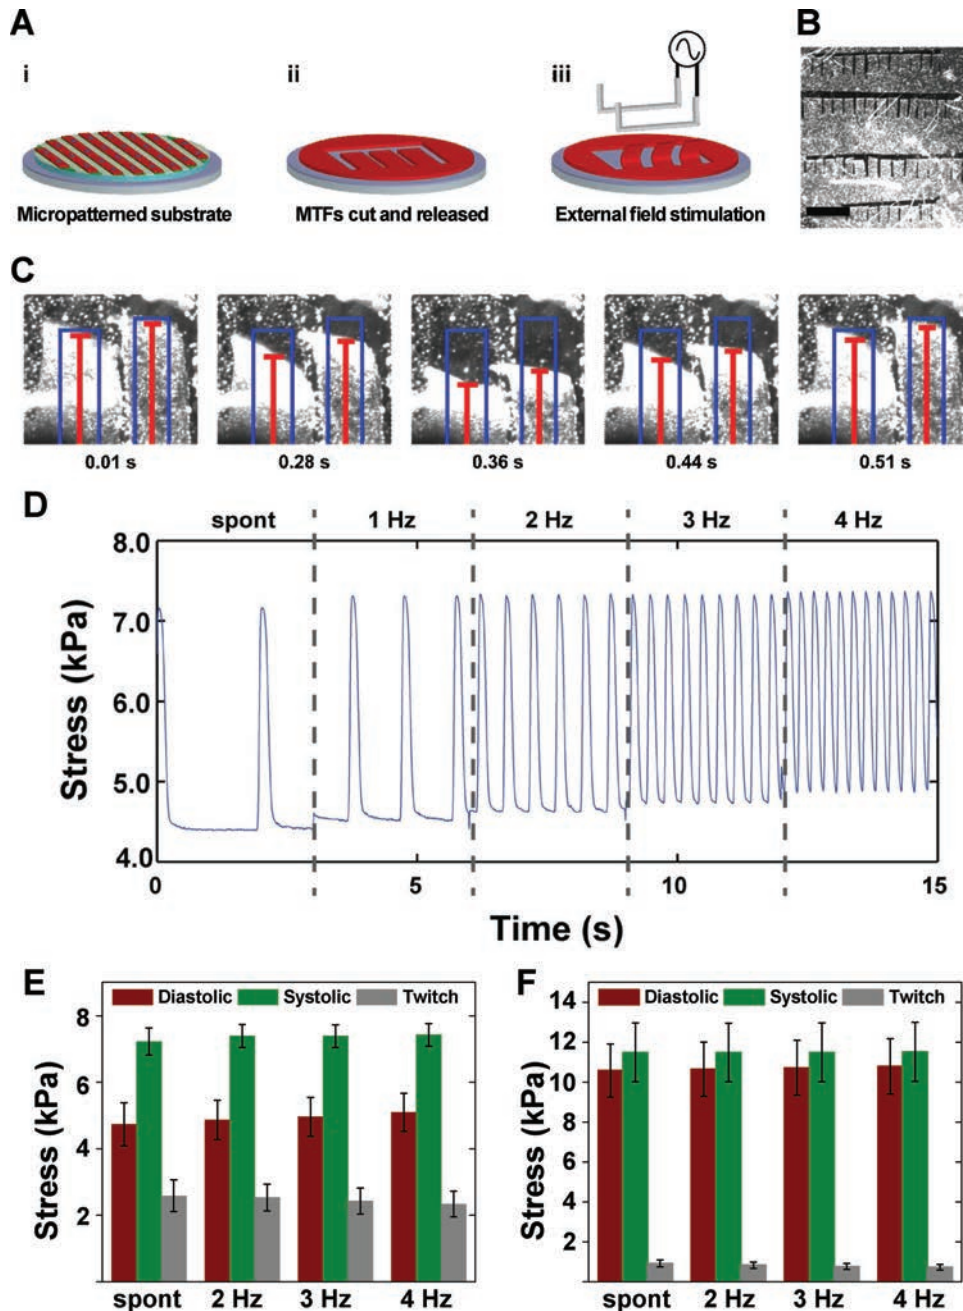 A
B
i
ii
iii
Micropatterned substrate
MTFs cut and released
External field stimulation
C
0.01 s
0.28 s
0.36 s
0.44 s
0.51 s
D
spont
1 Hz
2 Hz
3 Hz
4 Hz
8.0
7.0
6.0
5.0
4.0
Stress (kPa)
0
5
10
15
Time (s)
E
Diastolic
Systolic
Twitch
8
6
4
2
Stress (kPa)
spont
2 Hz
3 Hz
4 Hz
F
Diastolic
Systolic
Twitch
14
12
10
8
6
4
2
Stress (kPa)
spont
2 Hz
3 Hz
4 Hz